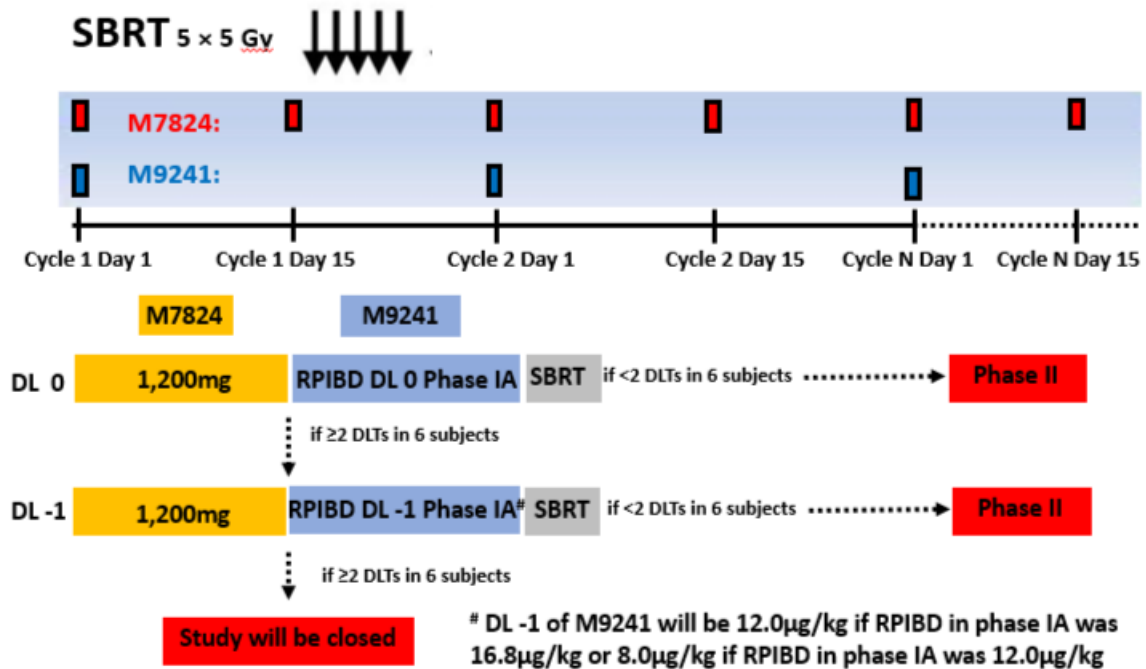 SBRT 5 × 5 Gy
M7824:
M9241:
Cycle 1 Day 1 Cycle 1 Day 15 Cycle 2 Day 1 Cycle 2 Day 15 Cycle N Day 1 Cycle N Day 15
M7824 M9241
DL 0 1,200mg RPIBD DL 0 Phase IA SBRT if <2 DLTs in 6 subjects Phase II
if ≥2 DLTs in 6 subjects
DL -1 1,200mg RPIBD DL -1 Phase IA# SBRT if <2 DLTs in 6 subjects Phase II
if ≥2 DLTs in 6 subjects
Study will be closed
# DL -1 of M9241 will be 12.0µg/kg if RPIBD in phase IA was
16.8µg/kg or 8.0µg/kg if RPIBD in phase IA was 12.0µg/kg